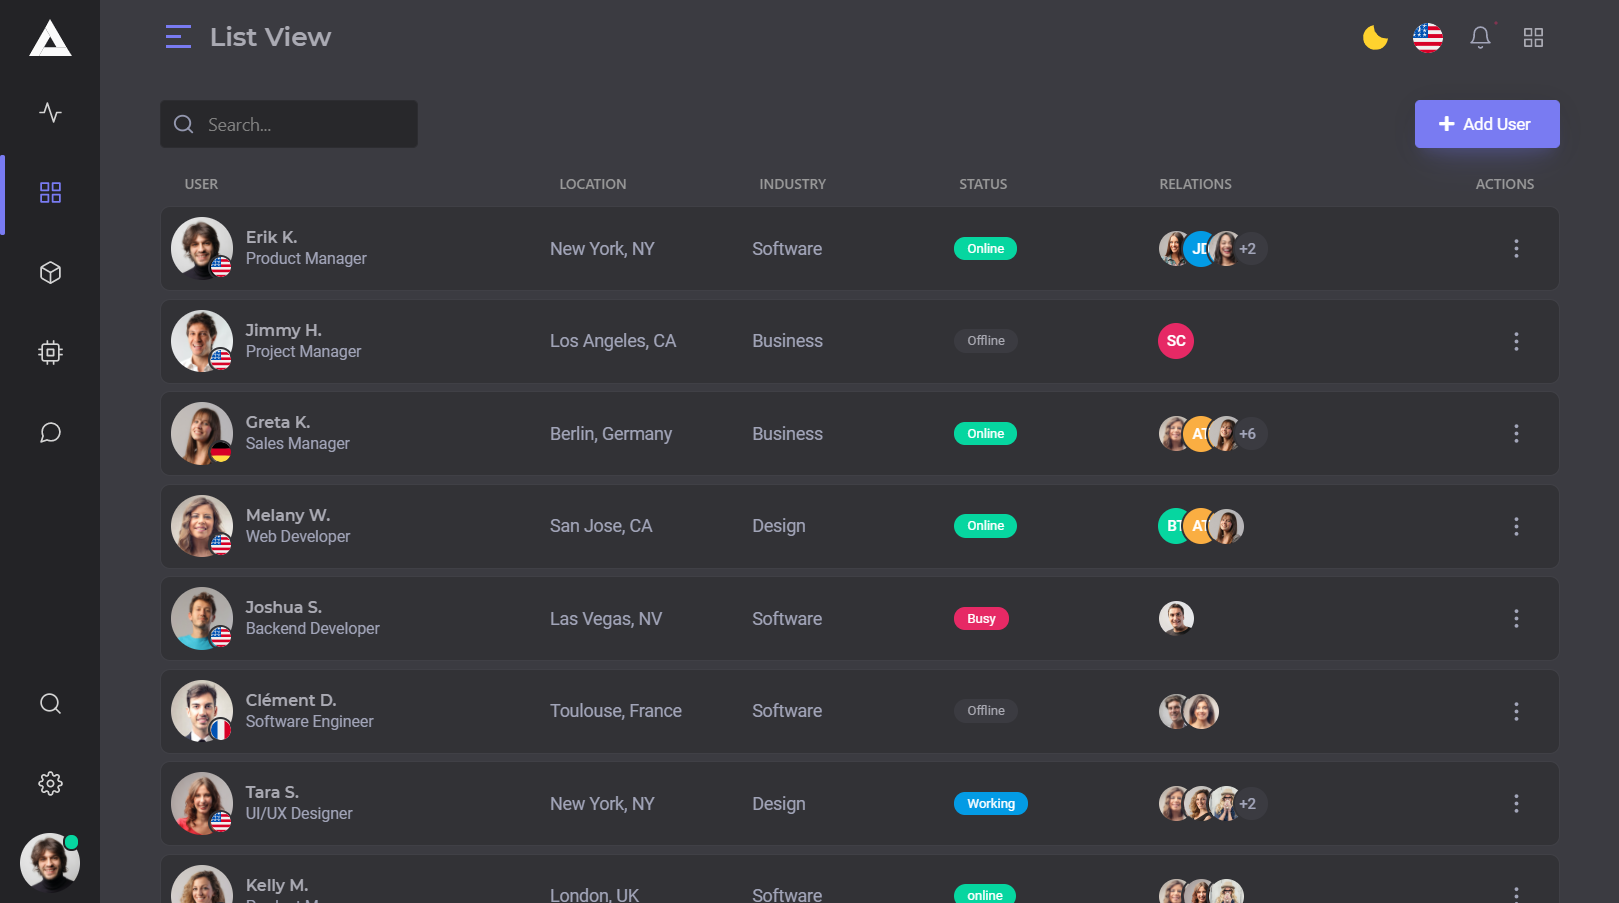 List View
Search...
Add User
USER LOCATION INDUSTRY STATUS RELATIONS ACTIONS
Erik K.
Product Manager
New York, NY Software Online JD +2
Jimmy H.
Project Manager
Los Angeles, CA Business Offline SC
Greta K.
Sales Manager
Berlin, Germany Business Online AT +6
Melany W.
Web Developer
San Jose, CA Design Online BT AT
Joshua S.
Backend Developer
Las Vegas, NV Software Busy
Clément D.
Software Engineer
Toulouse, France Software Offline
Tara S.
UI/UX Designer
New York, NY Design Working +2
Kelly M.
London, UK Software online